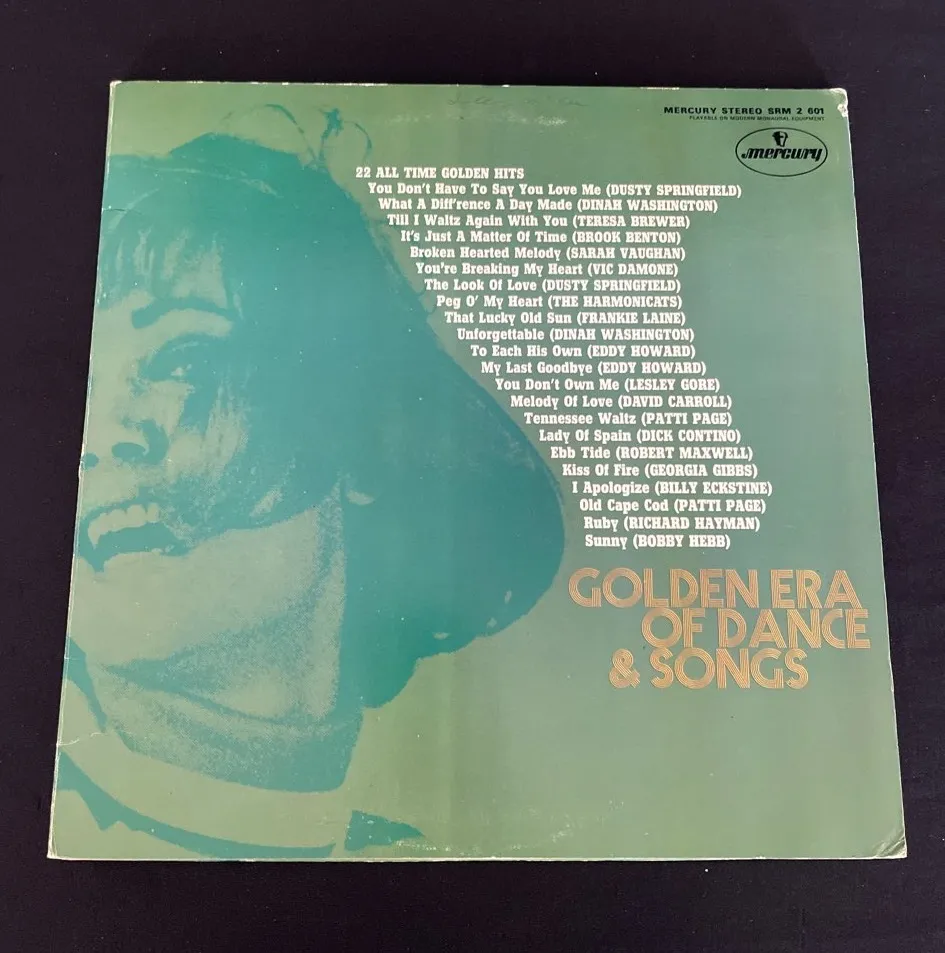 MERCURY STEREO SRM 2 601
PLAYABLE ON MODERN MONAURAL EQUIPMENT
mercury
22 ALL TIME GOLDEN HITS
You Don't Have To Say You Love Me (DUSTY SPRINGFIELD)
What A Diff'rence A Day Made (DINAH WASHINGTON)
Till I Waltz Again With You (TERESA BREWER)
It's Just A Matter Of Time (BROOK BENTON)
Broken Hearted Melody (SARAH VAUGHAN)
You're Breaking My Heart (VIC DAMONE)
The Look Of Love (DUSTY SPRINGFIELD)
Peg O' My Heart (THE HARMONICATS)
That Lucky Old Sun (FRANKIE LAINE)
Unforgettable (DINAH WASHINGTON)
To Each His Own (EDDY HOWARD)
My Last Goodbye (EDDY HOWARD)
You Don't Own Me (LESLEY GORE)
Melody Of Love (DAVID CARROLL)
Tennessee Waltz (PATTI PAGE)
Lady Of Spain (DICK CONTINO)
Ebb Tide (ROBERT MAXWELL)
Kiss Of Fire (GEORGIA GIBBS)
I Apologize (BILLY ECKSTINE)
Old Cape Cod (PATTI PAGE)
Ruby (RICHARD HAYMAN)
Sunny (BOBBY HEBB)
GOLDEN ERA
OF DANCE
& SONGS